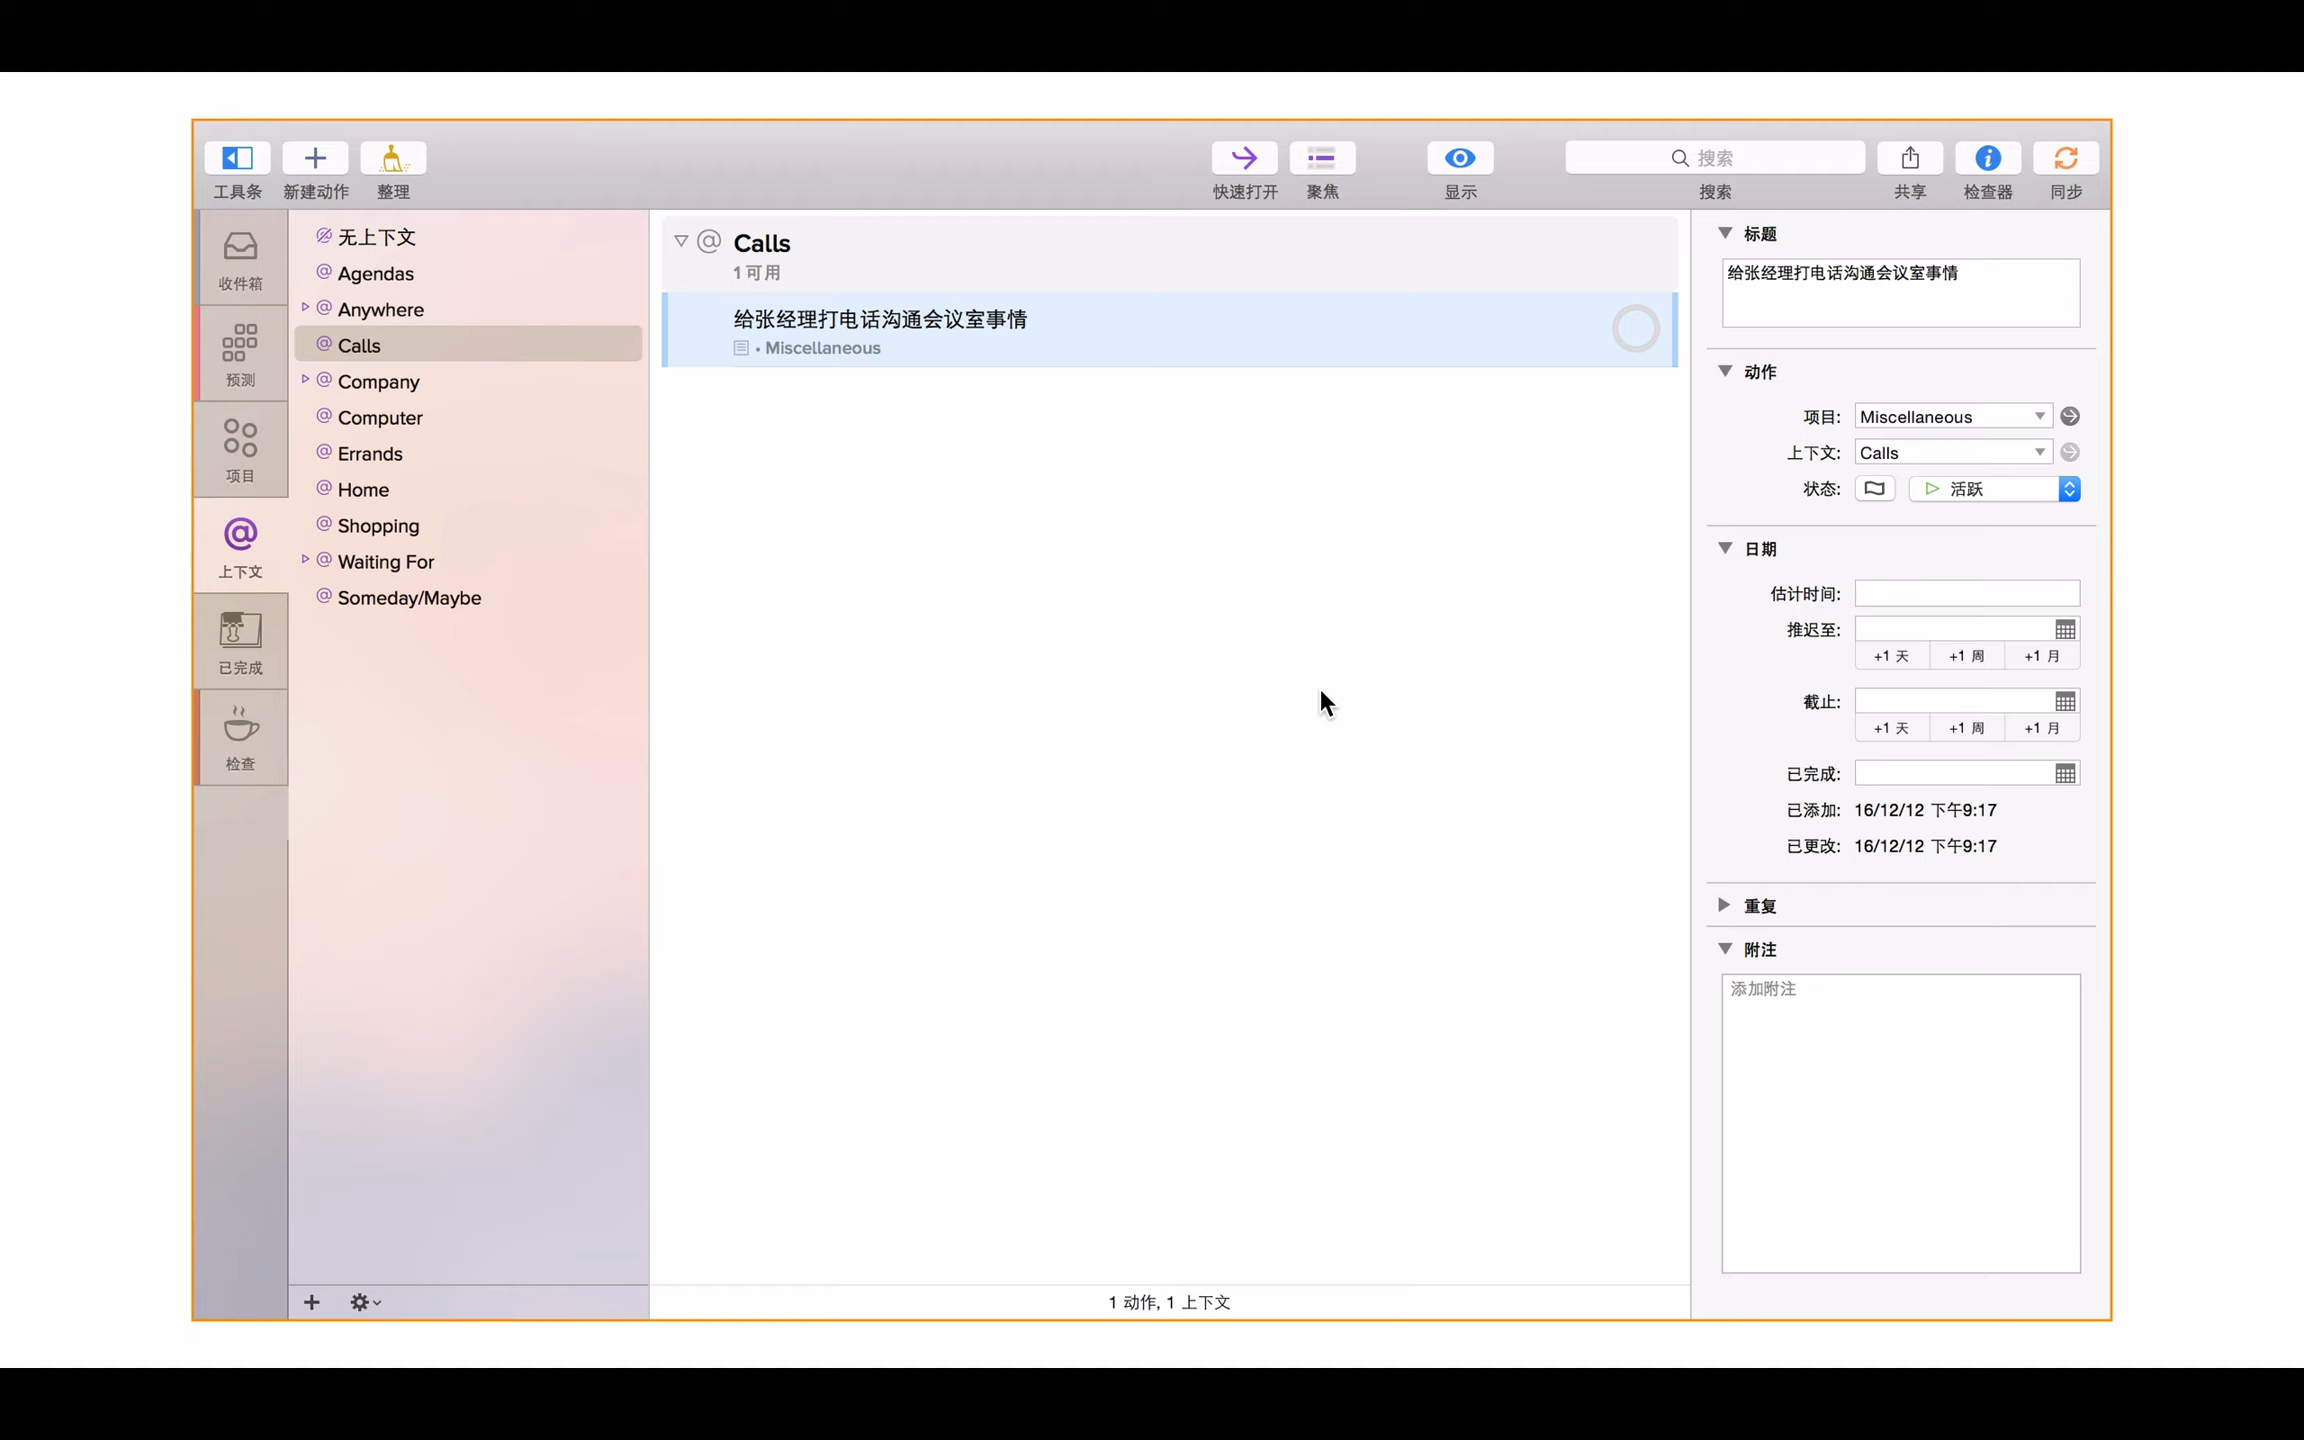 工具条
新建动作
整理
快速打开
聚焦
显示
搜索
搜索
共享
检查器
同步
收件箱
预测
项目
上下文
已完成
检查
无上下文
Agendas
Anywhere
Calls
Company
Computer
Errands
Home
Shopping
Waiting For
Someday/Maybe
Calls
1 可用
给张经理打电话沟通会议室事情
• Miscellaneous
1 动作, 1 上下文
标题
给张经理打电话沟通会议室事情
动作
项目: Miscellaneous
上下文: Calls
状态: 活跃
日期
估计时间:
推迟至:
+1 天 +1 周 +1 月
截止:
+1 天 +1 周 +1 月
已完成:
已添加: 16/12/12 下午9:17
已更改: 16/12/12 下午9:17
重复
附注
添加附注